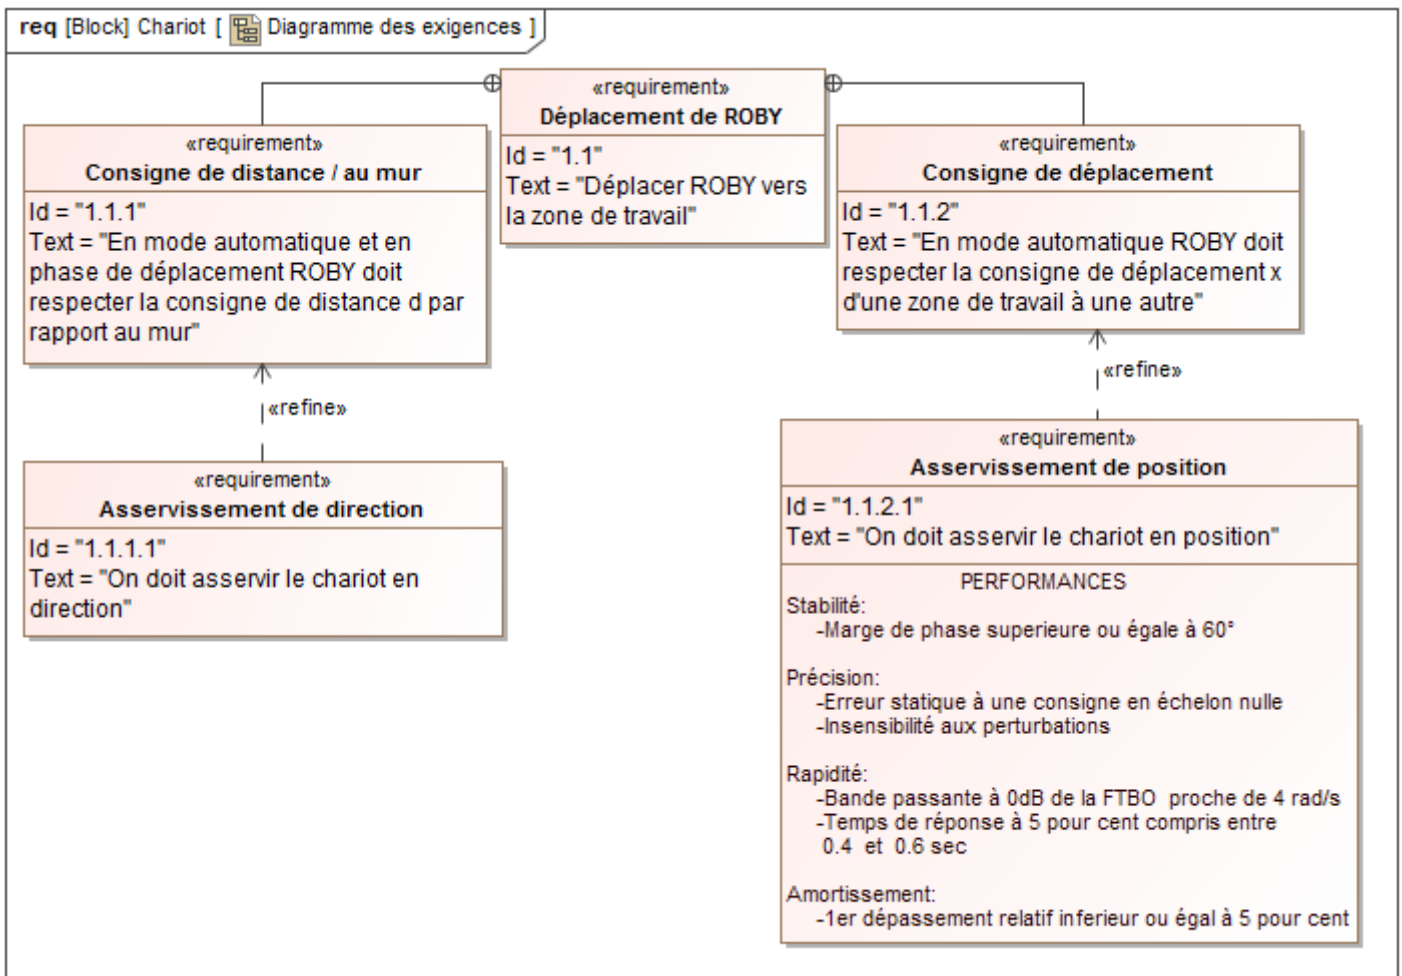 req [Block] Chariot [ Diagramme des exigences ]
«requirement»
Déplacement de ROBY
Id = "1.1"
Text = "Déplacer ROBY vers
la zone de travail"
«requirement»
Consigne de distance / au mur
Id = "1.1.1"
Text = "En mode automatique et en
phase de déplacement ROBY doit
respecter la consigne de distance d par
rapport au mur"
«requirement»
Consigne de déplacement
Id = "1.1.2"
Text = "En mode automatique ROBY doit
respecter la consigne de déplacement x
d'une zone de travail à une autre"
«refine»
«refine»
«requirement»
Asservissement de direction
Id = "1.1.1.1"
Text = "On doit asservir le chariot en
direction"
«requirement»
Asservissement de position
Id = "1.1.2.1"
Text = "On doit asservir le chariot en position"
PERFORMANCES
Stabilité:
-Marge de phase superieure ou égale à 60°
Précision:
-Erreur statique à une consigne en échelon nulle
-Insensibilité aux perturbations
Rapidité:
-Bande passante à 0dB de la FTBO proche de 4 rad/s
-Temps de réponse à 5 pour cent compris entre
0.4 et 0.6 sec
Amortissement:
-1er dépassement relatif inferieur ou égal à 5 pour cent